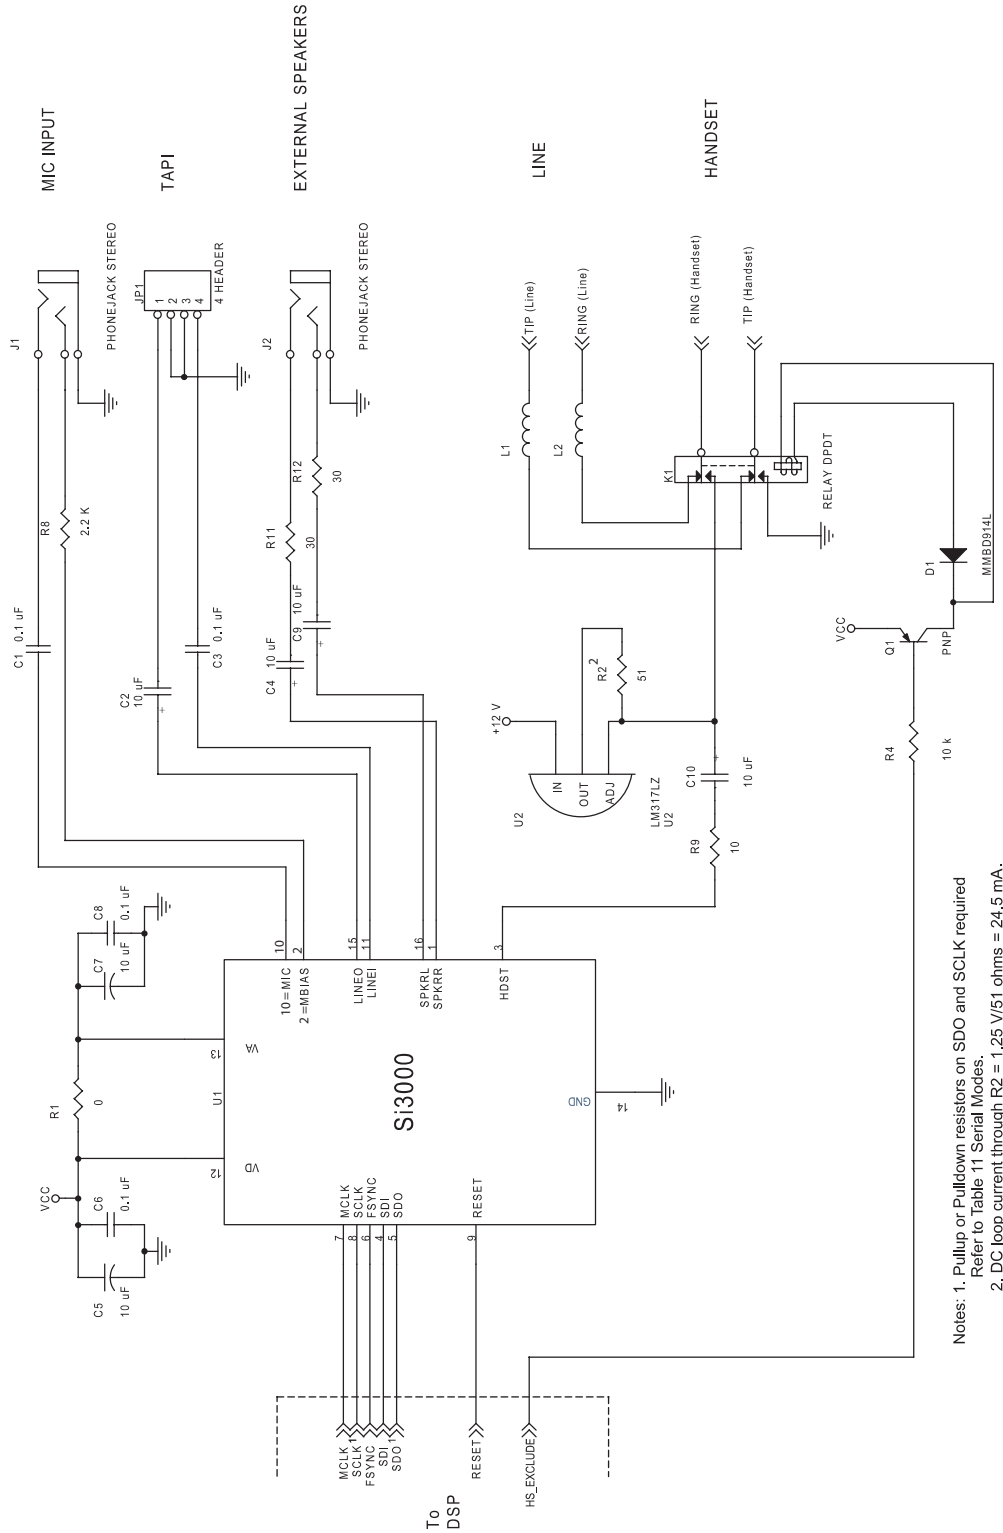 MIC INPUT
TAPI
EXTERNAL SPEAKERS
LINE
HANDSET
J1
PHONEJACK STEREO
JP1
1
2
3
4
4 HEADER
J2
PHONEJACK STEREO
TIP (Line)
RING (Line)
RING (Handset)
TIP (Handset)
R8
2.2 K
R12
30
R11
30
L1
L2
K1
RELAY DPDT
C1
0.1 uF
C2
10 uF
+
C3
0.1 uF
C4
10 uF
+
C9
10 uF
+
D1
MMBD914L
VCC
Q1
PNP
R2
2
51
+12 V
IN
OUT
ADJ
U2
LM317LZ
U2
C10
10 uF
+
R9
10
R4
10 k
C7
10 uF
C8
0.1 uF
R1
0
VCC
C6
0.1 uF
C5
10 uF
13
VA
12
VD
U1
Si3000
10
2
15
11
16
1
3
10=MIC
2 =MBIAS
LINEO
LINEI
SPKRL
SPKRR
HDST
GND
14
MCLK
SCLK
FSYNC
SDI
SDO
RESET
7
8
6
4
5
9
MCLK
SCLK 1
FSYNC
SDI
SDO 1
RESET
HS_EXCLUDE
To
DSP
Notes: 1. Pullup or Pulldown resistors on SDO and SCLK required
Refer to Table 11 Serial Modes.
2. DC loop current through R2 = 1.25 V/51 ohms = 24.5 mA.